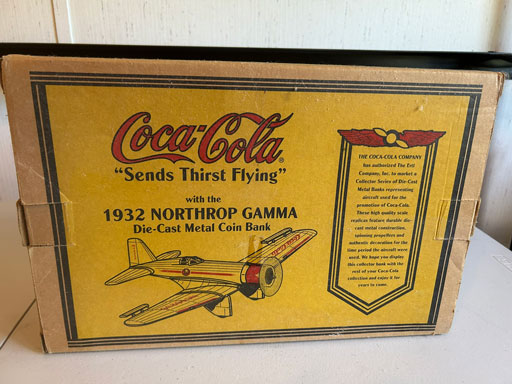 Coca-Cola®
"Sends Thirst Flying"
with the
1932 NORTHROP GAMMA
Die-Cast Metal Coin Bank
THE COCA-COLA COMPANY
has authorized The Ertl
Company, Inc. to market a
Collector Series of Die-Cast
Metal Banks representing
aircraft used for the
promotion of Coca-Cola.
These high quality scale
replicas feature durable die-
cast metal construction,
spinning propellers and
authentic decoration for the
time period the aircraft were
used. We hope you display
this collector bank with the
rest of your Coca-Cola
collection and enjoy it for
years to come.